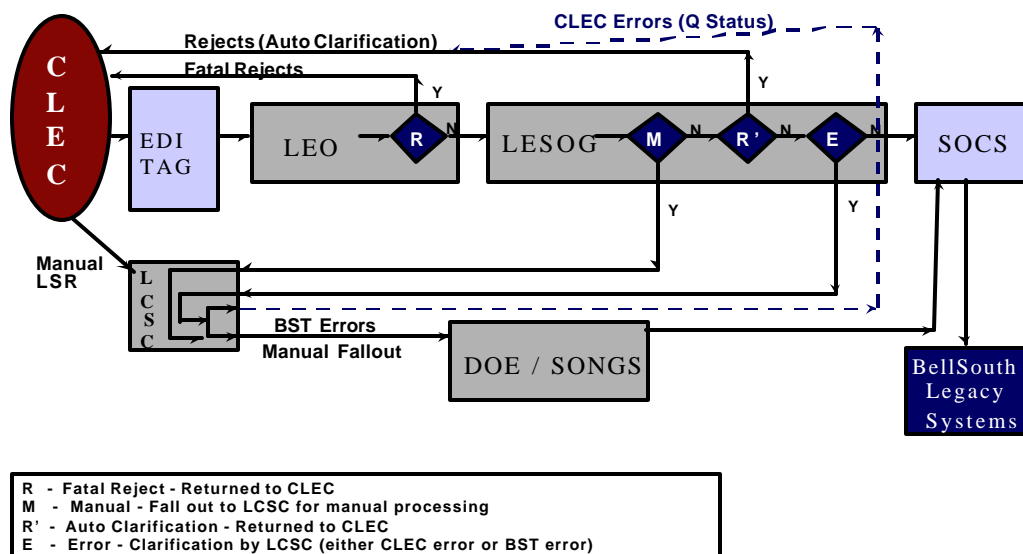 CLEC Errors (Q Status)
Rejects (Auto Clarification)
Fatal Rejects
C
L
E
C
Y
Y
EDI
TAG
LEO
R
N
LESOG
M
N
R'
N
E
N
SOCS
Y
Y
Manual
LSR
L
C
S
C
BST Errors
Manual Fallout
DOE / SONGS
BellSouth
Legacy
Systems
R - Fatal Reject - Returned to CLEC
M - Manual - Fall out to LCSC for manual processing
R' - Auto Clarification - Returned to CLEC
E - Error - Clarification by LCSC (either CLEC error or BST error)